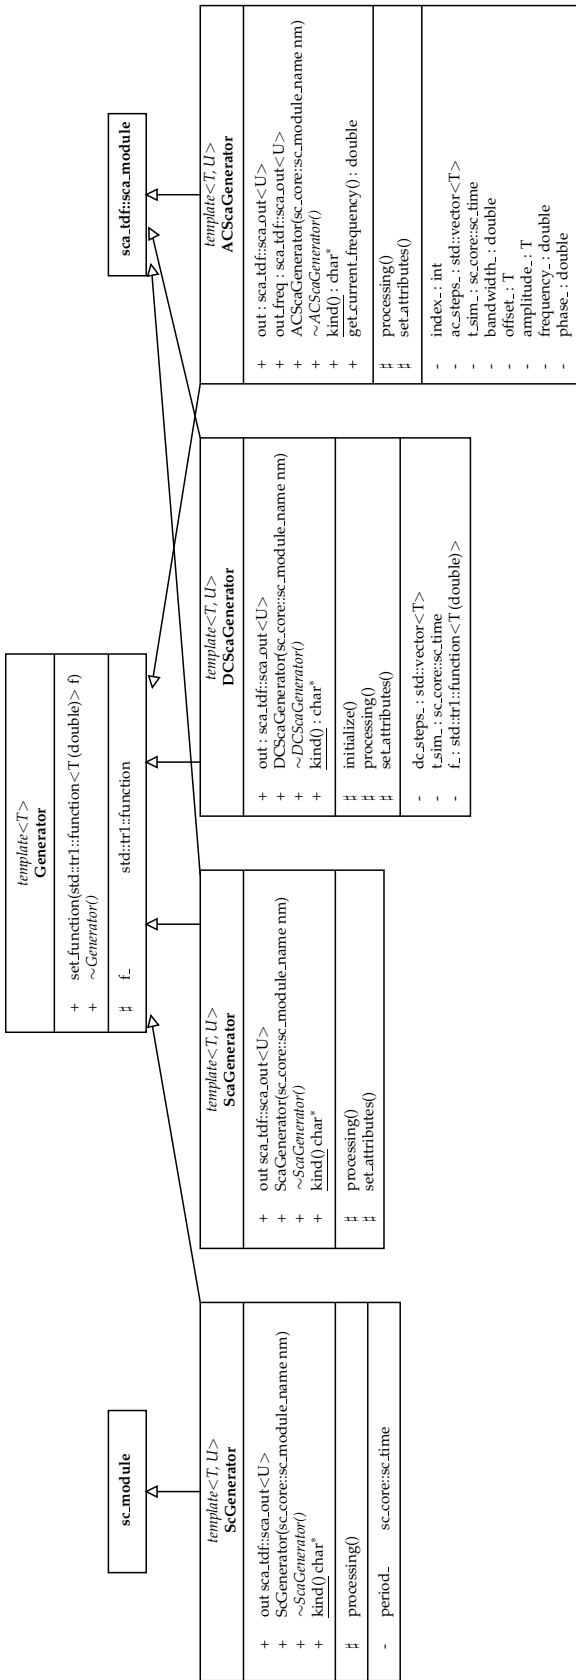 template<T>
Generator
+ set_function(std::tr1::function<T(double)> f)
+ ~Generator()
♯ f_ std::tr1::function
sc_module
sca_tdf::sca_module
template<T, U>
ScGenerator
+ out sca_tdf::sca_out<U>
+ ScGenerator(sc_core::sc_module_name nm)
+ ~ScaGenerator()
+ kind() char*
♯ processing()
- period_ sc_core::sc_time
template<T, U>
ScaGenerator
+ out sca_tdf::sca_out<U>
+ ScaGenerator(sc_core::sc_module_name nm)
+ ~ScaGenerator()
+ kind() char*
♯ processing()
♯ set_attributes()
template<T, U>
DCScaGenerator
+ out : sca_tdf::sca_out<U>
+ DCScaGenerator(sc_core::sc_module_name nm)
+ ~DCScaGenerator()
+ kind() : char*
♯ initialize()
♯ processing()
♯ set_attributes()
- dc_steps_ : std::vector<T>
- t_sim_ : sc_core::sc_time
- f_ : std::tr1::function<T(double)>
template<T, U>
ACScaGenerator
+ out : sca_tdf::sca_out<U>
+ out_freq : sca_tdf::sca_out<U>
+ ACScaGenerator(sc_core::sc_module_name nm)
+ ~ACScaGenerator()
+ kind() : char*
+ get_current_frequency() : double
♯ processing()
♯ set_attributes()
- index_ : int
- ac_steps_ : std::vector<T>
- t_sim_ : sc_core::sc_time
- bandwidth_ : double
- offset_ : T
- amplitude_ : T
- frequency_ : double
- phase_ : double